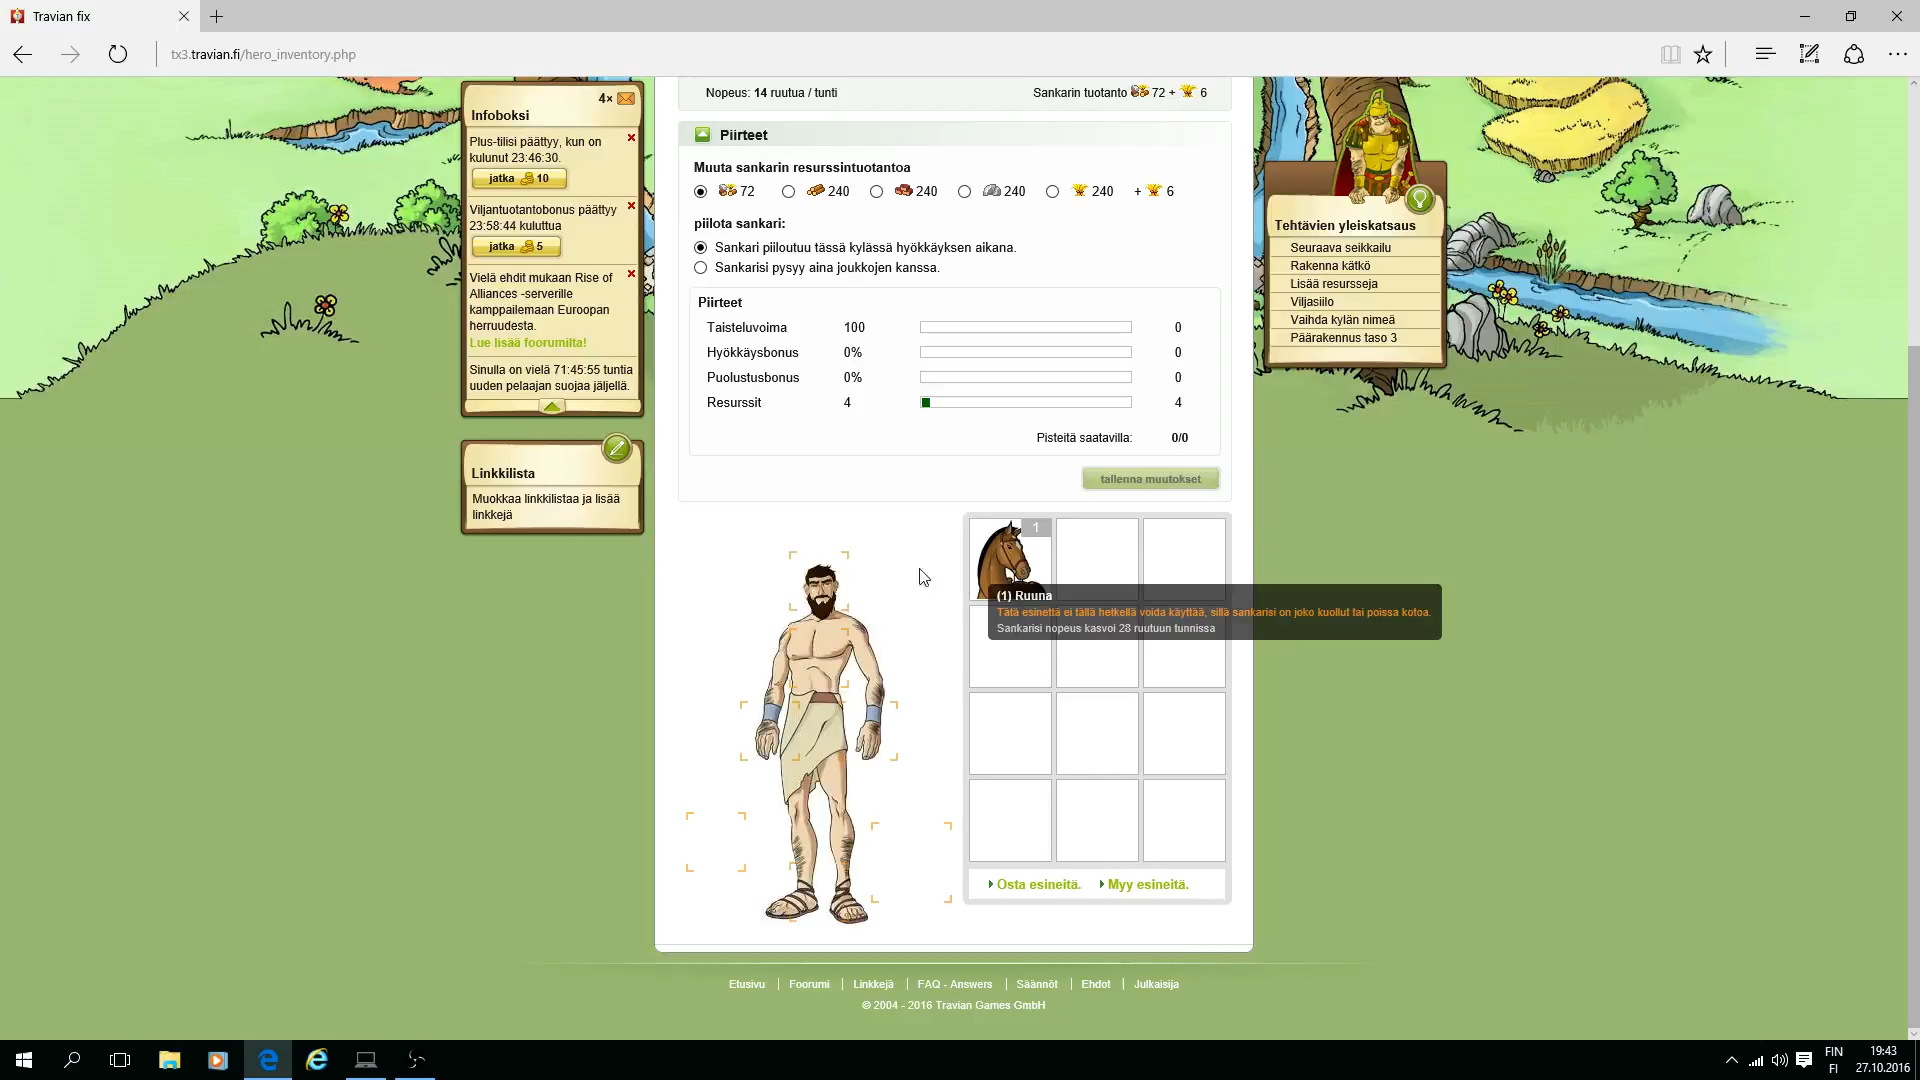 Travian fix
tx3.travian.fi/hero_inventory.php
4×
Infoboksi
Plus-tilisi päättyy, kun on
kulunut 23:46:30.
jatka 10
Viljantuotantobonus päättyy
23:58:44 kuluttua
jatka 5
Vielä ehdit mukaan Rise of
Alliances -serverille
kamppailemaan Euroopan
herruudesta.
Lue lisää foorumilta!
Sinulla on vielä 71:45:55 tuntia
uuden pelaajan suojaa jäljellä.
Linkkilista
Muokkaa linkkilistaa ja lisää
linkkejä
Nopeus: 14 ruutua / tunti
Sankarin tuotanto 72 + 6
Piirteet
Muuta sankarin resurssintuotantoa
72 240 240 240 240 + 6
piilota sankari:
Sankari piiloutuu tässä kylässä hyökkäyksen aikana.
Sankarisi pysyy aina joukkojen kanssa.
Piirteet
Taisteluvoima 100 0
Hyökkäysbonus 0% 0
Puolustusbonus 0% 0
Resurssit 4 4
Pisteitä saatavilla: 0/0
tallenna muutokset
1
(1) Ruuna
Tätä esinettä ei tällä hetkellä voida käyttää, sillä sankarisi on joko kuollut tai poissa kotoa.
Sankarisi nopeus kasvoi 28 ruutuun tunnissa
Osta esineitä. Myy esineitä.
Tehtävien yleiskatsaus
Seuraava seikkailu
Rakenna kätkö
Lisää resursseja
Viljasiilo
Vaihda kylän nimeä
Päärakennus taso 3
Etusivu | Foorumi | Linkkejä | FAQ - Answers | Säännöt | Ehdot | Julkaisija
© 2004 - 2016 Travian Games GmbH
FIN
FI
19:43
27.10.2016